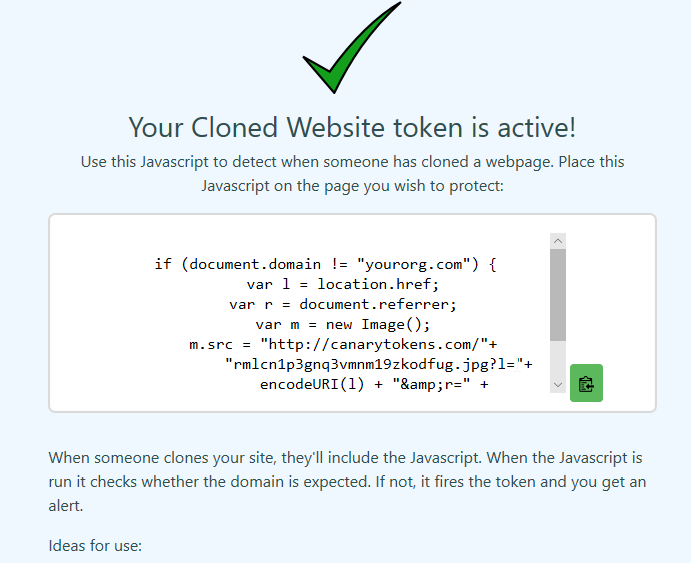 Your Cloned Website token is active!
Use this Javascript to detect when someone has cloned a webpage. Place this
Javascript on the page you wish to protect:
if (document.domain != "yourorg.com") {
var l = location.href;
var r = document.referrer;
var m = new Image();
m.src = "http://canarytokens.com/"+
"rmlcn1p3gnq3vmnm19zkodfug.jpg?l="+
encodeURI(l) + "&amp;r=" +
When someone clones your site, they'll include the Javascript. When the Javascript is
run it checks whether the domain is expected. If not, it fires the token and you get an
alert.
Ideas for use: